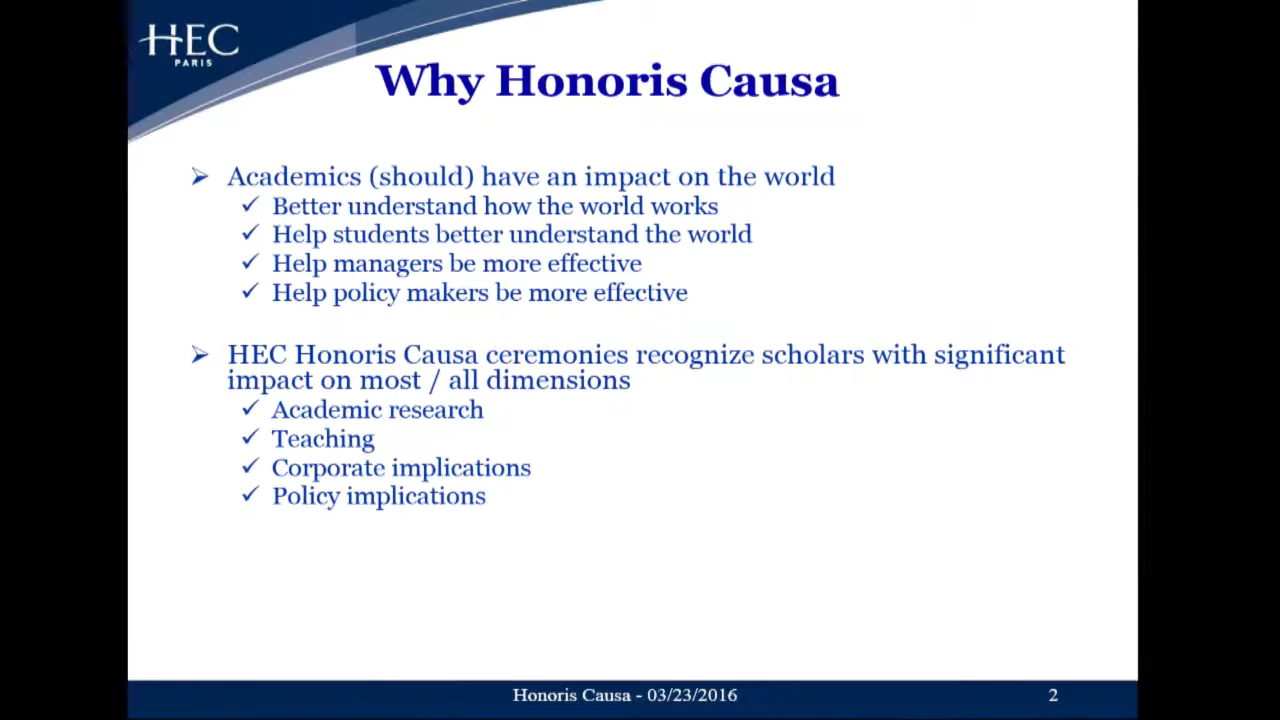 HEC
PARIS
Why Honoris Causa
➢ Academics (should) have an impact on the world
✓ Better understand how the world works
✓ Help students better understand the world
✓ Help managers be more effective
✓ Help policy makers be more effective
➢ HEC Honoris Causa ceremonies recognize scholars with significant
impact on most / all dimensions
✓ Academic research
✓ Teaching
✓ Corporate implications
✓ Policy implications
Honoris Causa - 03/23/2016
2